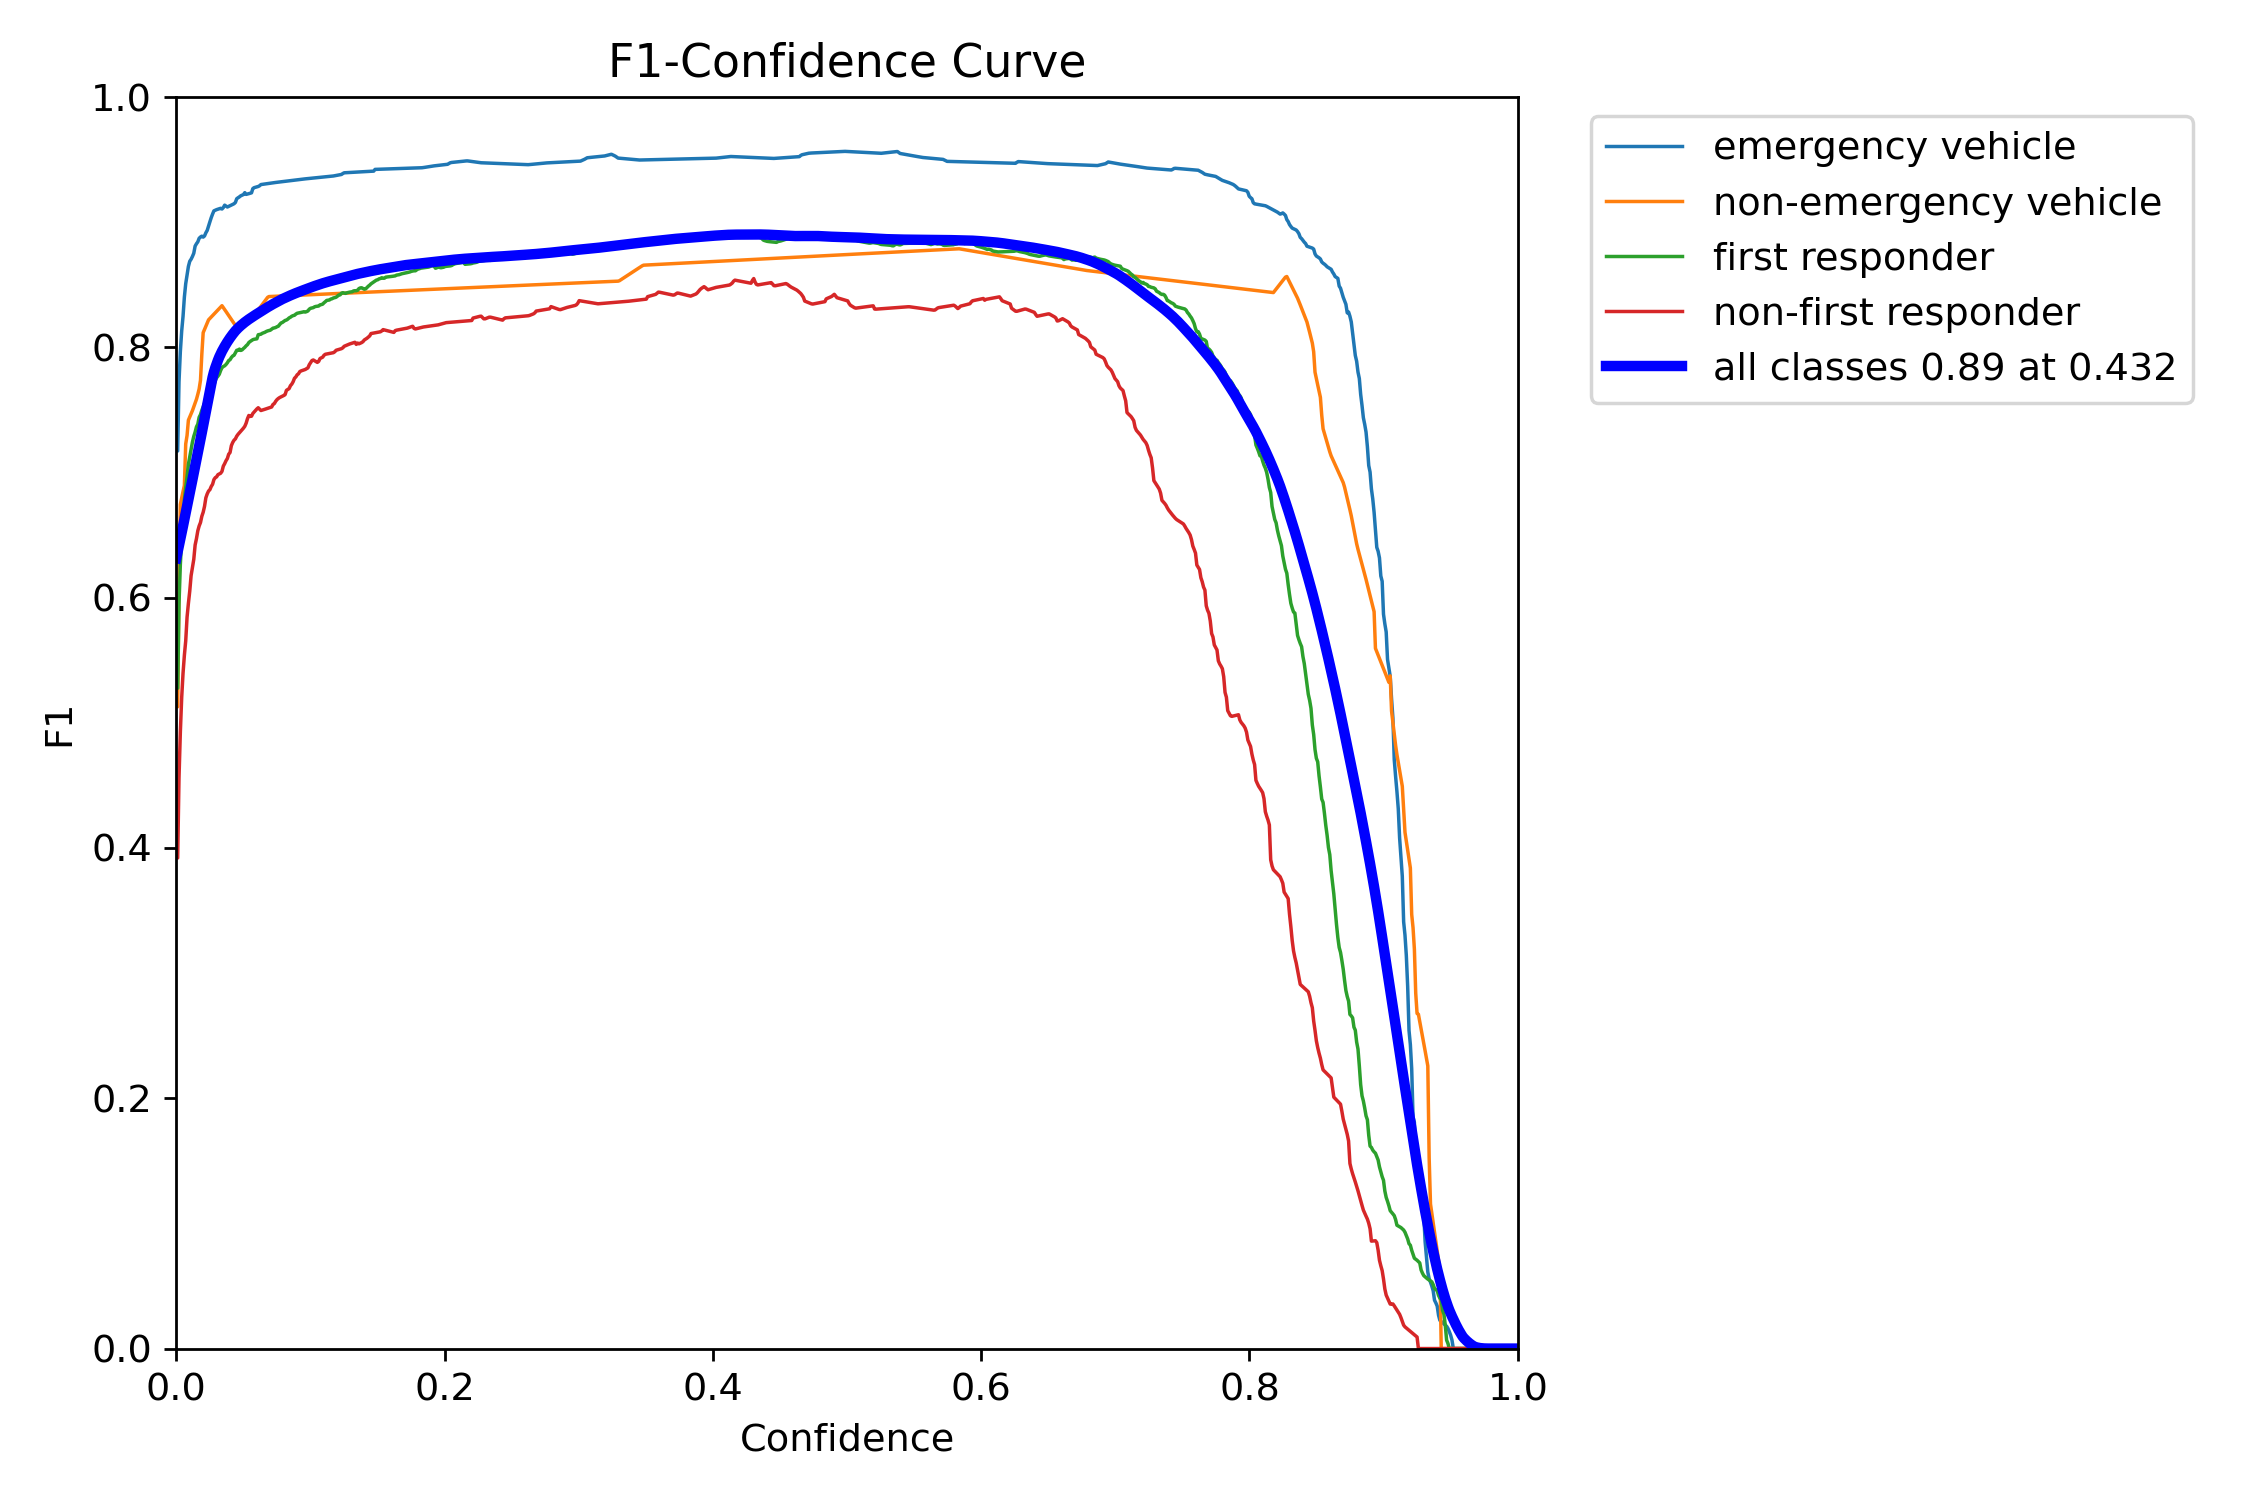 F1-Confidence Curve
1.0
0.8
0.6
0.4
0.2
0.0
F1
0.0 0.2 0.4 0.6 0.8 1.0
Confidence
emergency vehicle
non-emergency vehicle
first responder
non-first responder
all classes 0.89 at 0.432